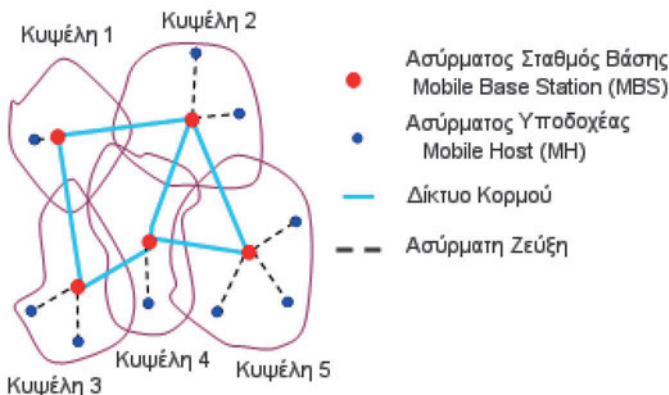 Κυψέλη 1
Κυψέλη 2
Ασύρματος Σταθμός Βάσης
Mobile Base Station (MBS)
Ασύρματος Υποδοχέας
Mobile Host (MH)
Δίκτυο Κορμού
Ασύρματη Ζεύξη
Κυψέλη 3
Κυψέλη 4
Κυψέλη 5